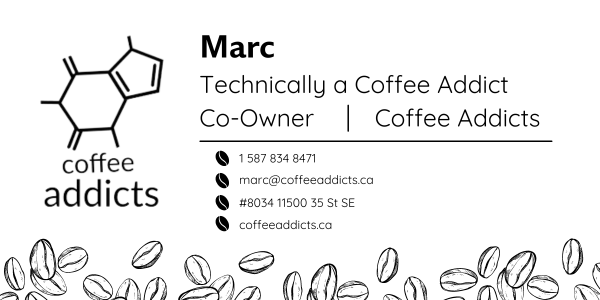 coffee
addicts
Marc
Technically a Coffee Addict
Co-Owner | Coffee Addicts
1 587 834 8471
marc@coffeeaddicts.ca
#8034 11500 35 St SE
coffeeaddicts.ca